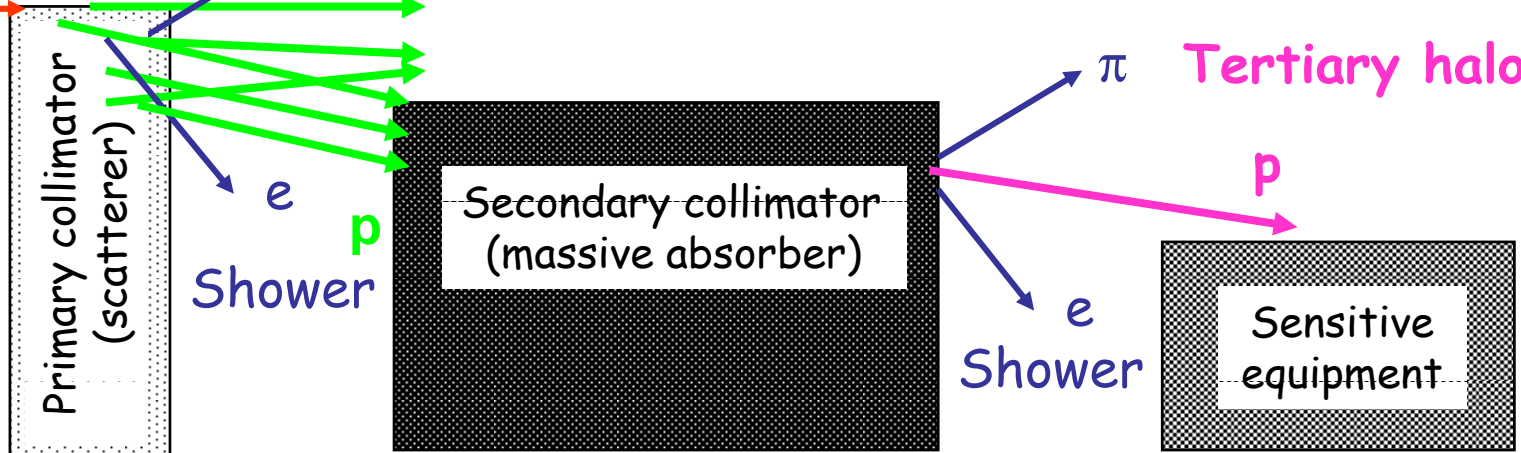 Primary collimator
(scatterer)
e
p
Shower
Secondary collimator
(massive absorber)
π
Tertiary halo
p
e
Shower
Sensitive
equipment